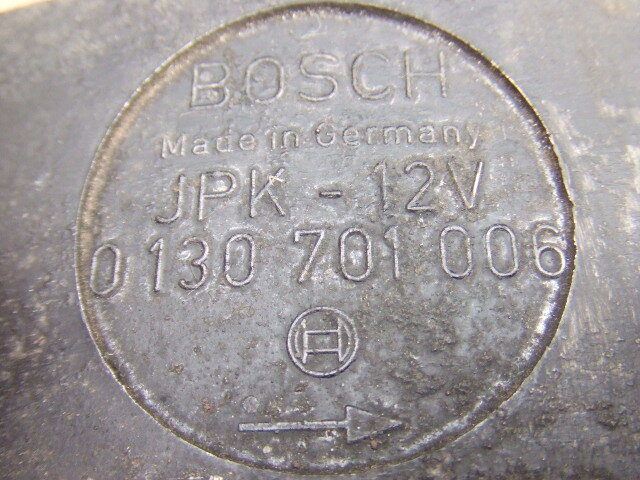 BOSCH
Made in Germany
JPK - 12V
0 130 701 006